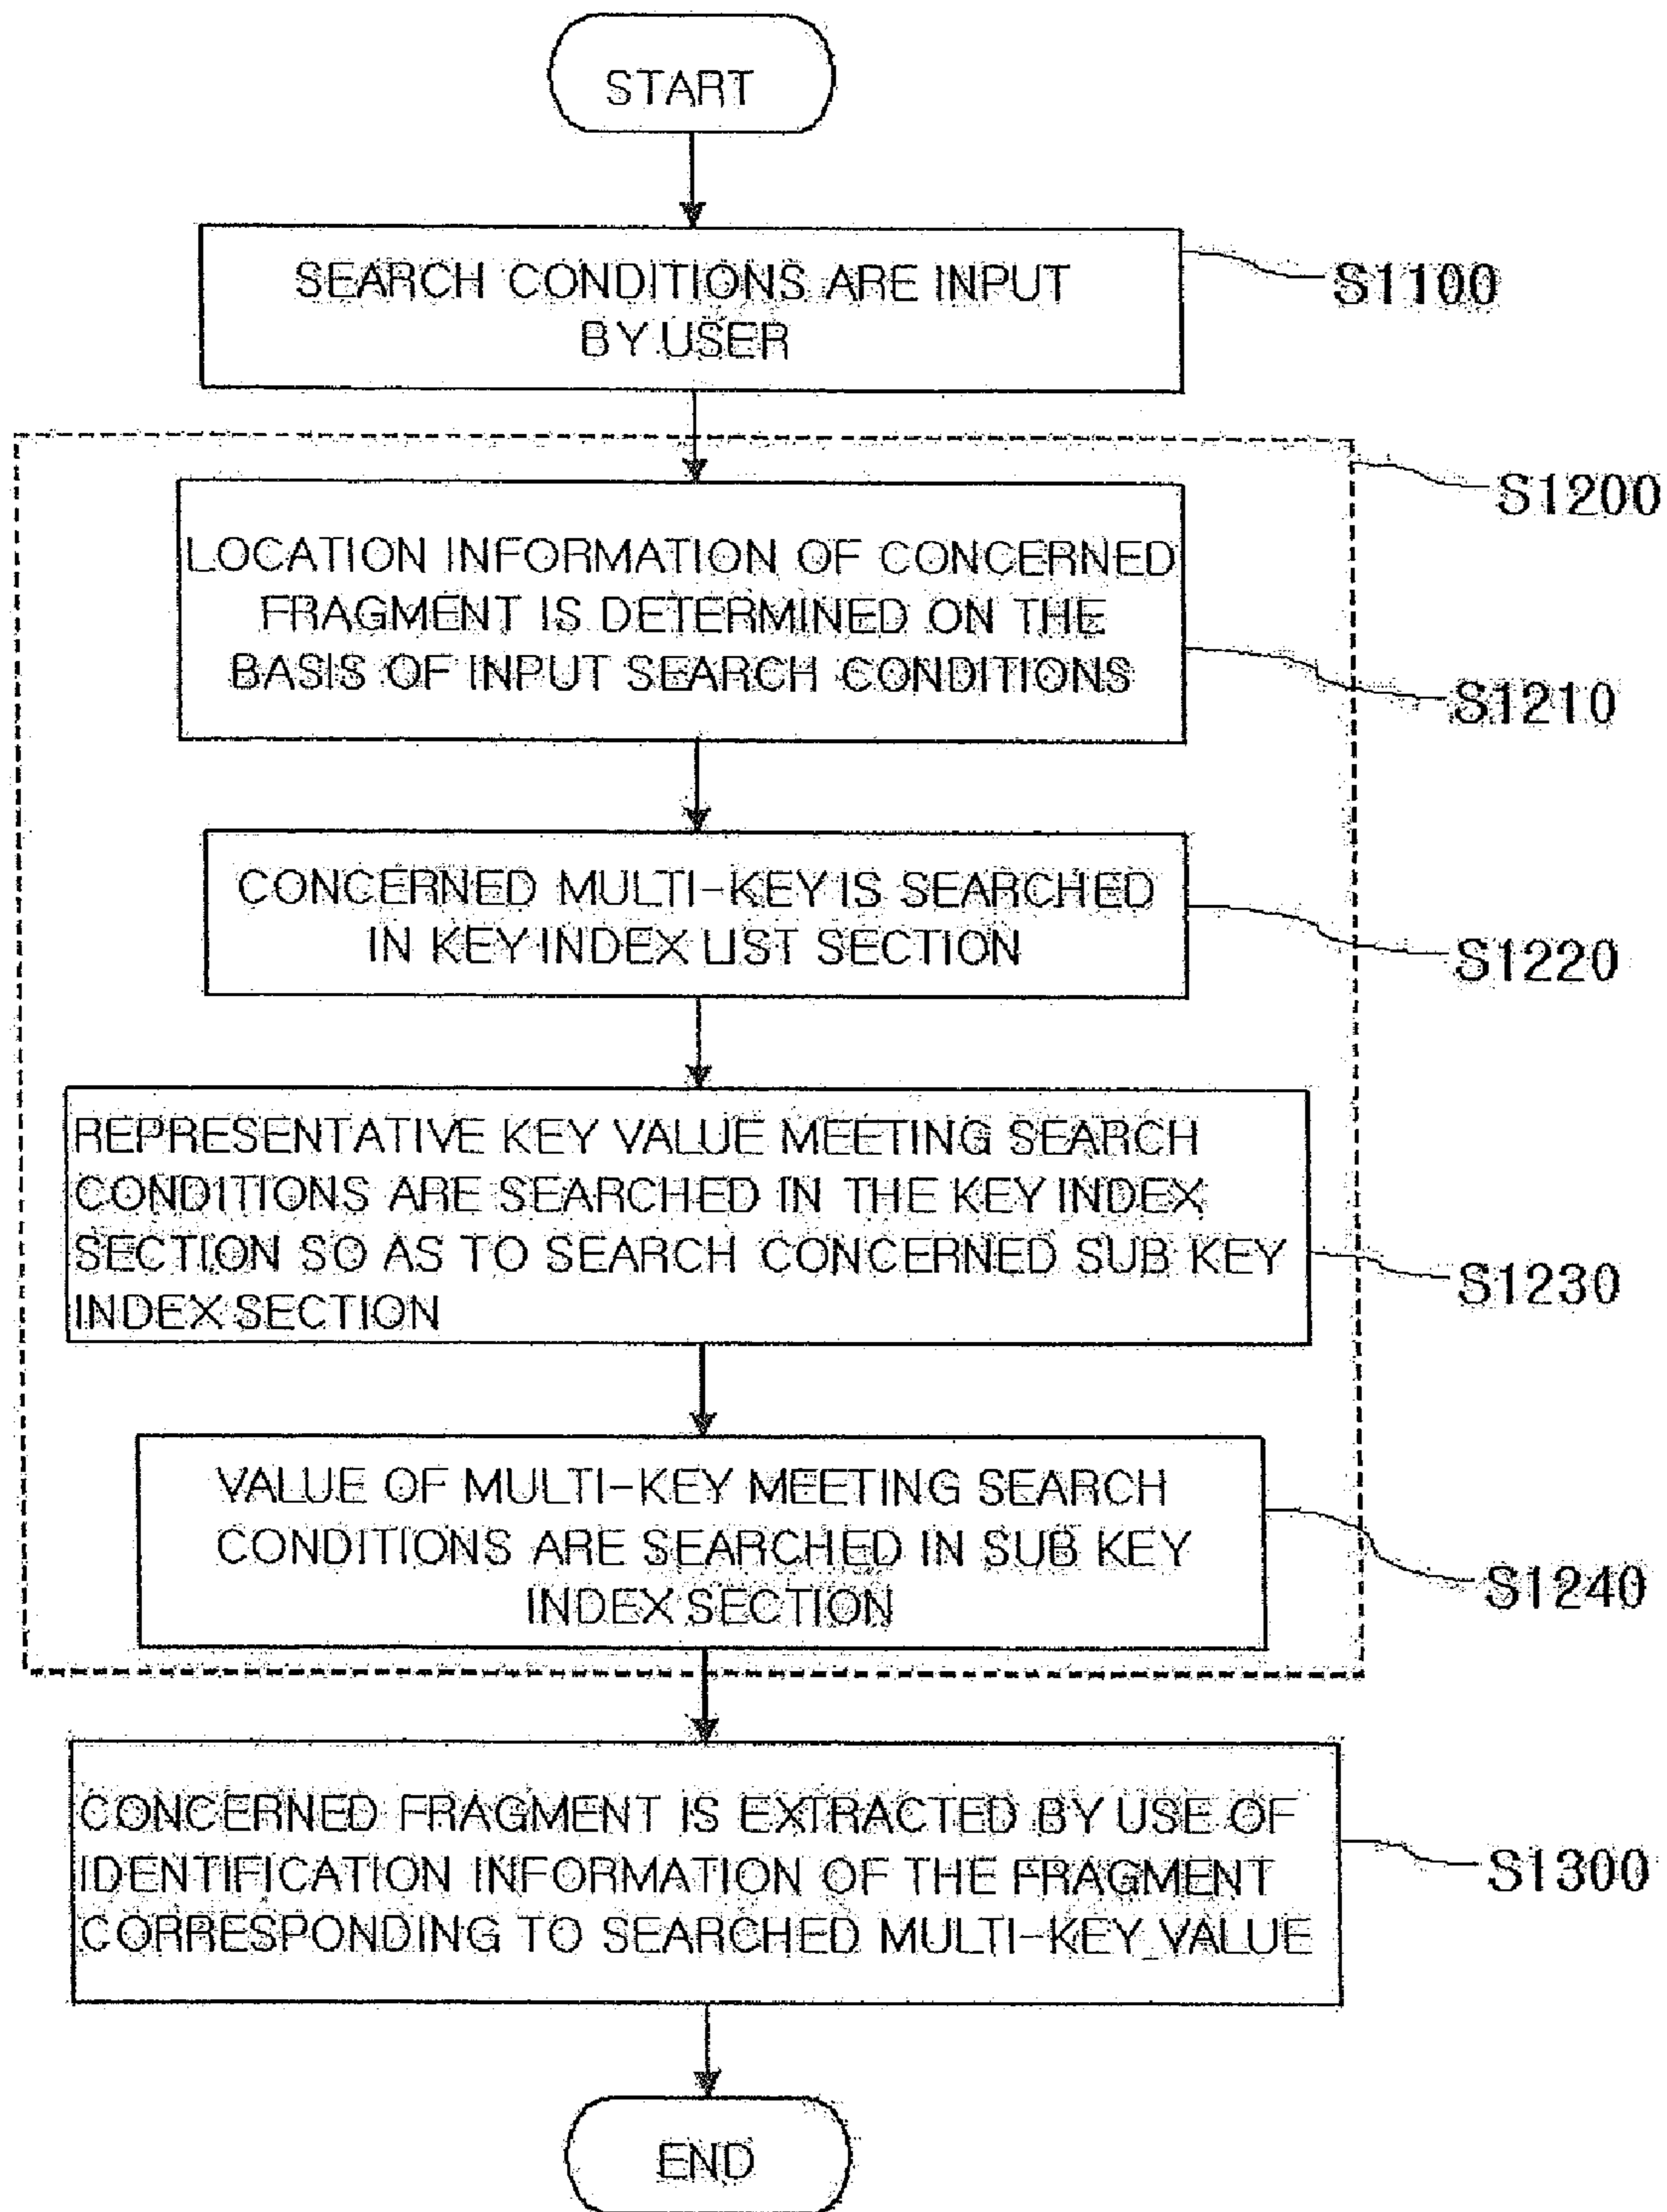 START
SEARCH CONDITIONS ARE INPUT
BY USER
S1100
S1200
LOCATION INFORMATION OF CONCERNED
FRAGMENT IS DETERMINED ON THE
BASIS OF INPUT SEARCH CONDITIONS
S1210
CONCERNED MULTI-KEY IS SEARCHED
IN KEY INDEX LIST SECTION
S1220
REPRESENTATIVE KEY VALUE MEETING SEARCH
CONDITIONS ARE SEARCHED IN THE KEY INDEX
SECTION SO AS TO SEARCH CONCERNED SUB KEY
INDEX SECTION
S1230
VALUE OF MULTI-KEY MEETING SEARCH
CONDITIONS ARE SEARCHED IN SUB KEY
INDEX SECTION
S1240
CONCERNED FRAGMENT IS EXTRACTED BY USE OF
IDENTIFICATION INFORMATION OF THE FRAGMENT
CORRESPONDING TO SEARCHED MULTI-KEY VALUE
S1300
END